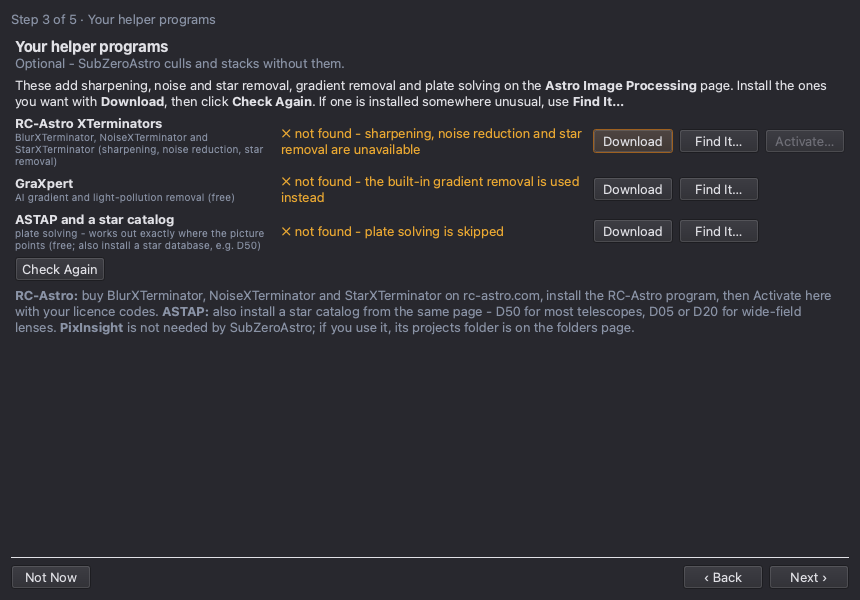 Step 3 of 5 · Your helper programs
Your helper programs
Optional - SubZeroAstro culls and stacks without them.
These add sharpening, noise and star removal, gradient removal and plate solving on the Astro Image Processing page. Install the ones
you want with Download, then click Check Again. If one is installed somewhere unusual, use Find It...
RC-Astro XTerminators
BlurXTerminator, NoiseXTerminator and
StarXTerminator (sharpening, noise reduction, star
removal)
✕ not found - sharpening, noise reduction and star
removal are unavailable
Download
Find It...
Activate...
GraXpert
AI gradient and light-pollution removal (free)
✕ not found - the built-in gradient removal is used
instead
Download
Find It...
ASTAP and a star catalog
plate solving - works out exactly where the picture
points (free; also install a star database, e.g. D50)
✕ not found - plate solving is skipped
Download
Find It...
Check Again
RC-Astro: buy BlurXTerminator, NoiseXTerminator and StarXTerminator on rc-astro.com, install the RC-Astro program, then Activate here
with your licence codes. ASTAP: also install a star catalog from the same page - D50 for most telescopes, D05 or D20 for wide-field
lenses. PixInsight is not needed by SubZeroAstro; if you use it, its projects folder is on the folders page.
Not Now
‹ Back
Next ›